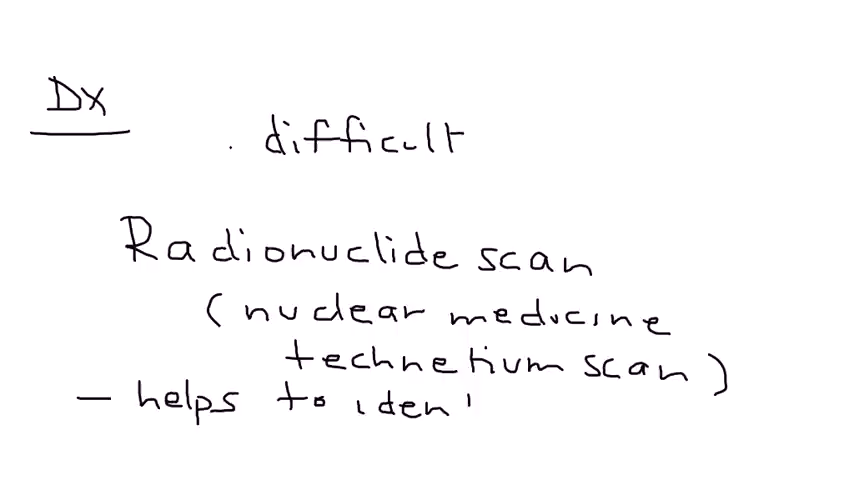 Dx
. difficult
Radionuclide scan
(nuclear medicine
technetium scan)
— helps to iden